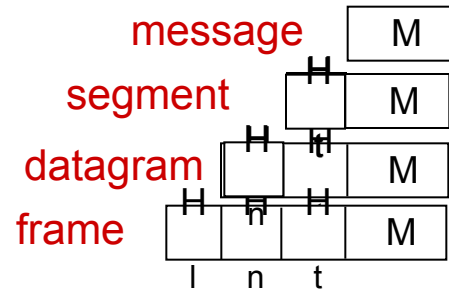 message M
H
segment M
H H
t
datagram M
H H H
n
frame M
l n t